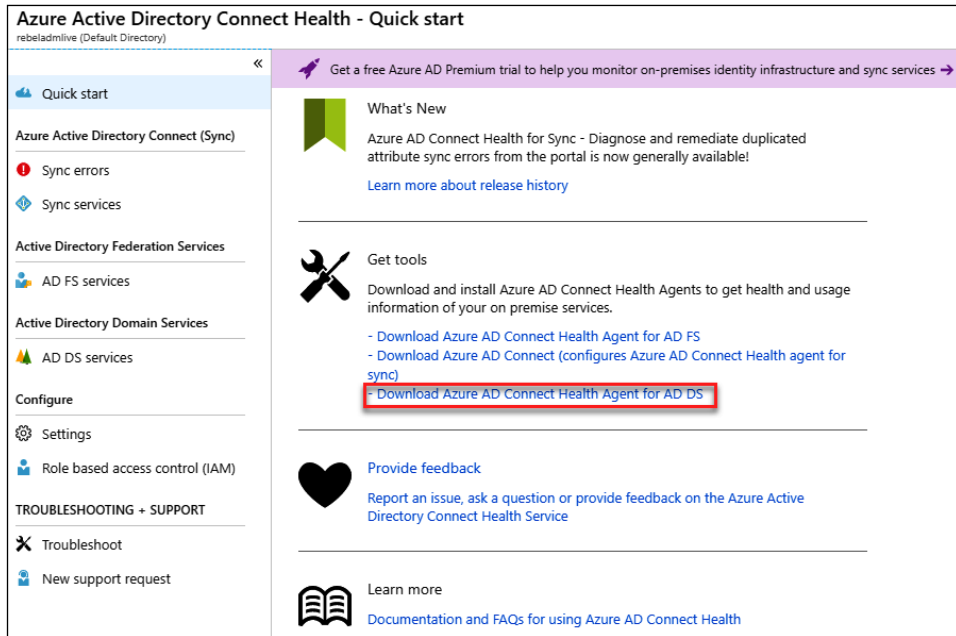 Azure Active Directory Connect Health - Quick start
rebeladmlive (Default Directory)
«
Quick start
Azure Active Directory Connect (Sync)
Sync errors
Sync services
Active Directory Federation Services
AD FS services
Active Directory Domain Services
AD DS services
Configure
Settings
Role based access control (IAM)
TROUBLESHOOTING + SUPPORT
Troubleshoot
New support request
Get a free Azure AD Premium trial to help you monitor on-premises identity infrastructure and sync services →
What's New
Azure AD Connect Health for Sync - Diagnose and remediate duplicated
attribute sync errors from the portal is now generally available!
Learn more about release history
Get tools
Download and install Azure AD Connect Health Agents to get health and usage
information of your on premise services.
- Download Azure AD Connect Health Agent for AD FS
- Download Azure AD Connect (configures Azure AD Connect Health agent for
sync)
- Download Azure AD Connect Health Agent for AD DS
Provide feedback
Report an issue, ask a question or provide feedback on the Azure Active
Directory Connect Health Service
Learn more
Documentation and FAQs for using Azure AD Connect Health